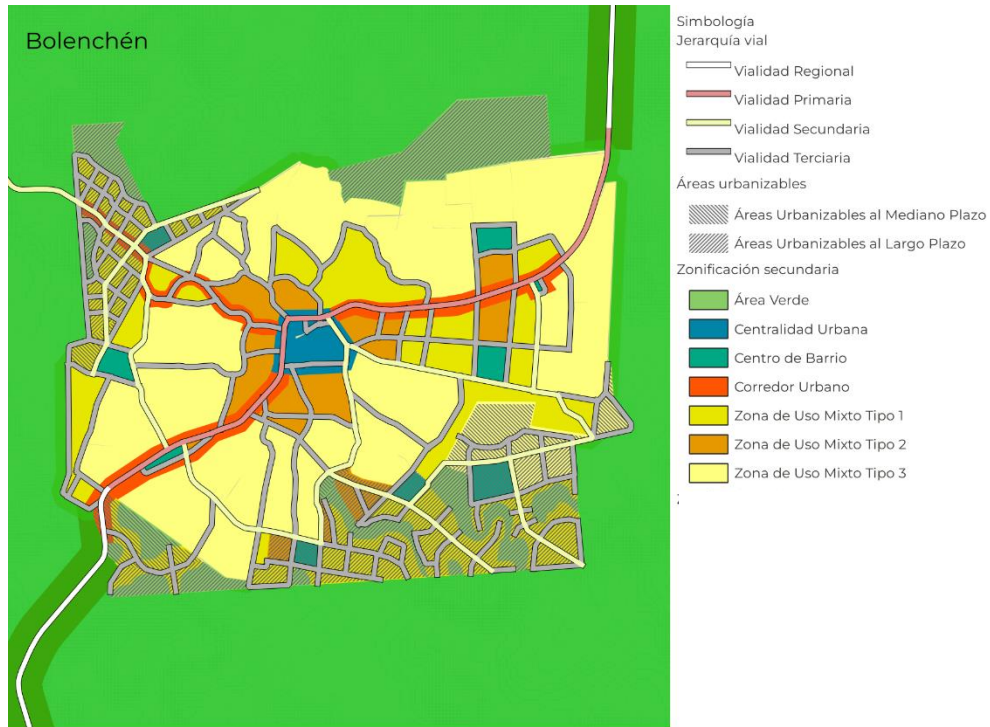 Bolenchén
Simbología
Jerarquía vial
Vialidad Regional
Vialidad Primaria
Vialidad Secundaria
Vialidad Terciaria
Áreas urbanizables
Áreas Urbanizables al Mediano Plazo
Áreas Urbanizables al Largo Plazo
Zonificación secundaria
Área Verde
Centralidad Urbana
Centro de Barrio
Corredor Urbano
Zona de Uso Mixto Tipo 1
Zona de Uso Mixto Tipo 2
Zona de Uso Mixto Tipo 3